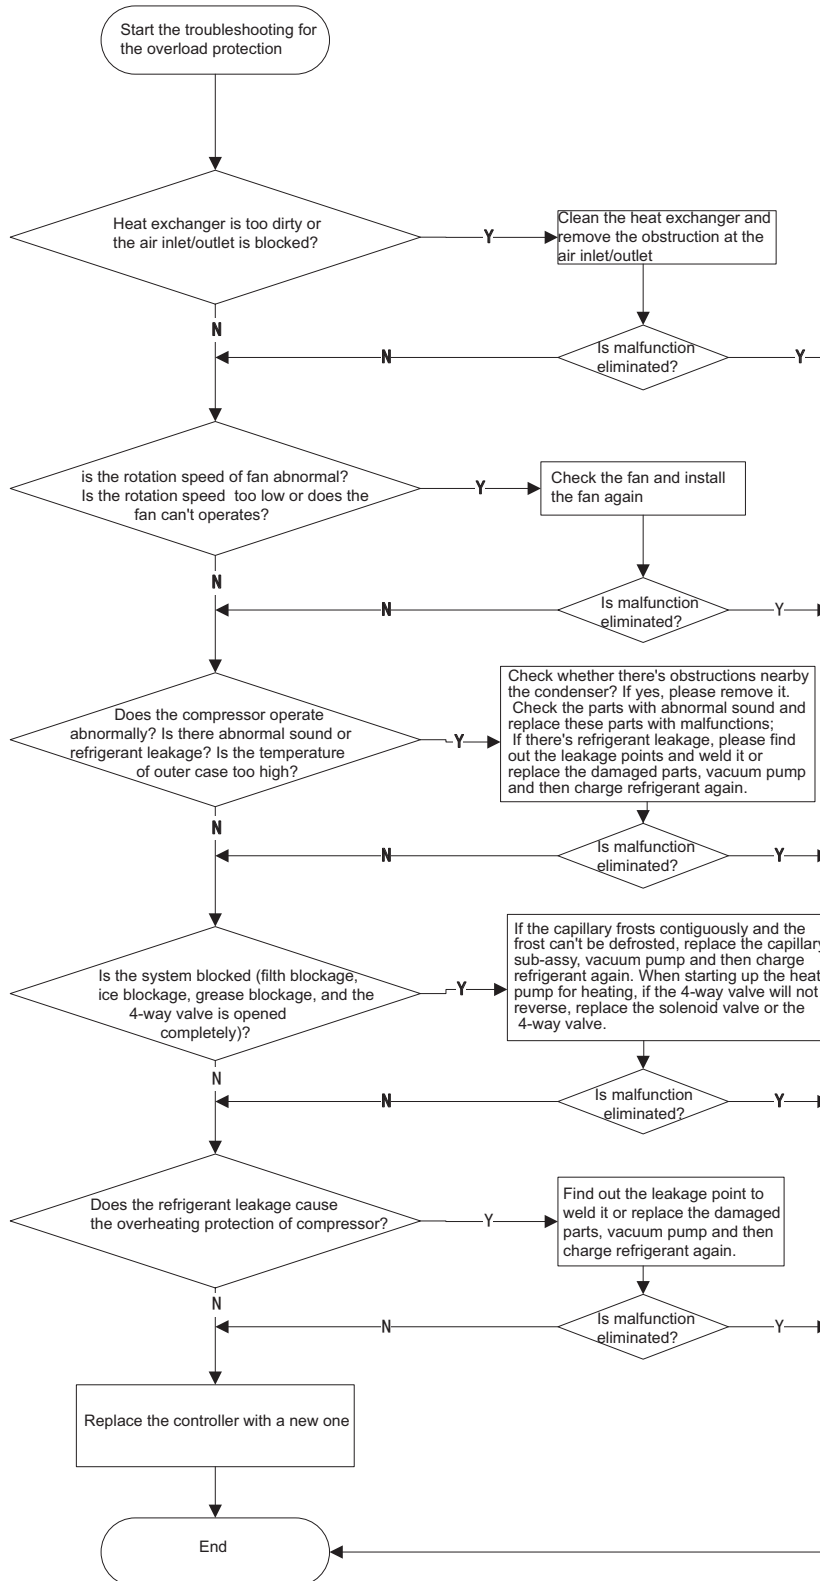 Start the troubleshooting for
the overload protection
Heat exchanger is too dirty or
the air inlet/outlet is blocked?
Y
Clean the heat exchanger and
remove the obstruction at the
air inlet/outlet
N
Is malfunction
eliminated?
N
Y
is the rotation speed of fan abnormal?
Is the rotation speed  too low or does the
fan can't operates?
Y
Check the fan and install
the fan again
N
Is malfunction
eliminated?
N
Y
Does the compressor operate
abnormally? Is there abnormal sound or
refrigerant leakage? Is the temperature
of outer case too high?
Y
Check whether there's obstructions nearby
the condenser? If yes, please remove it.
Check the parts with abnormal sound and
replace these parts with malfunctions;
If there's refrigerant leakage, please find
out the leakage points and weld it or
replace the damaged parts, vacuum pump
and then charge refrigerant again.
N
Is malfunction
eliminated?
N
Y
Is the system blocked (filth blockage,
ice blockage, grease blockage, and the
4-way valve is opened
completely)?
Y
If the capillary frosts contiguously and the
frost can't be defrosted, replace the capillary
sub-assy, vacuum pump and then charge
refrigerant again. When starting up the heat
pump for heating, if the 4-way valve will not
reverse, replace the solenoid valve or the
4-way valve.
N
Is malfunction
eliminated?
N
Y
Does the refrigerant leakage cause
the overheating protection of compressor?
Y
Find out the leakage point to
weld it or replace the damaged
parts, vacuum pump and then
charge refrigerant again.
N
Is malfunction
eliminated?
N
Y
Replace the controller with a new one
End